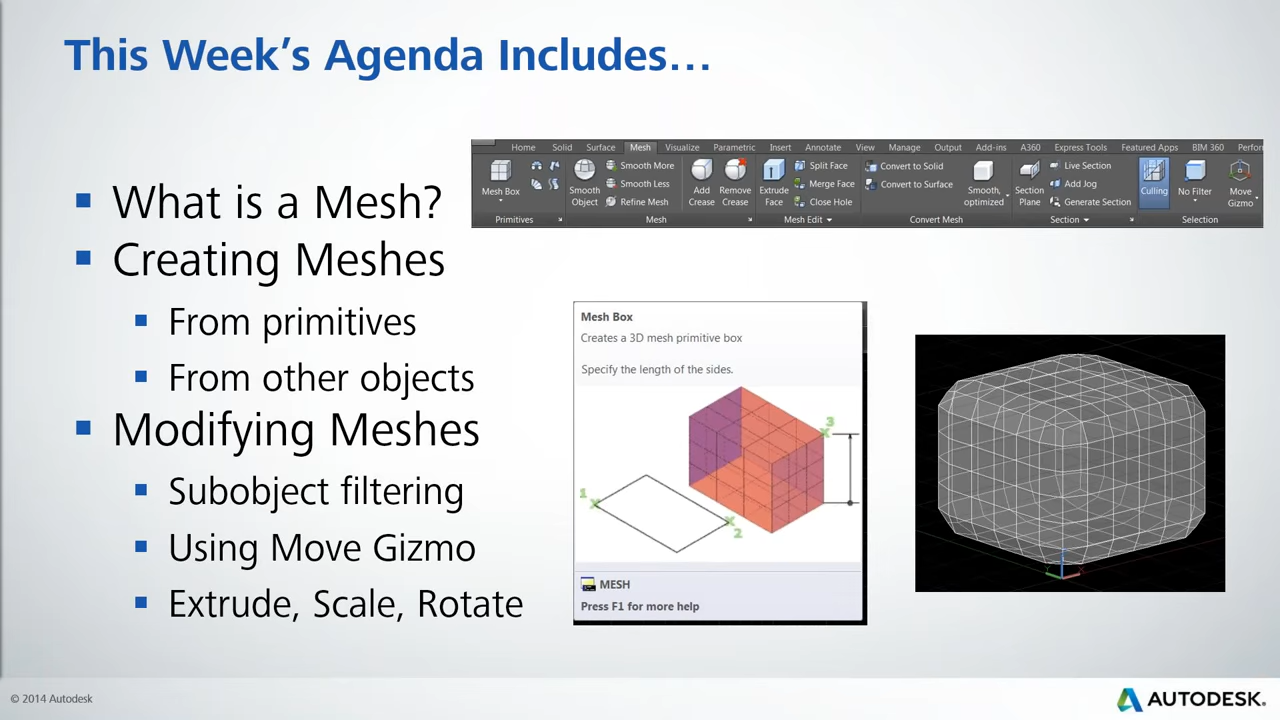 This Week's Agenda Includes…
Home Solid Surface Mesh Visualize Parametric Insert Annotate View Manage Output Add-ins A360 Express Tools Featured Apps BIM 360 Perfor
Mesh Box
Smooth Object
Smooth More
Smooth Less
Refine Mesh
Add Crease
Remove Crease
Extrude Face
Split Face
Merge Face
Close Hole
Convert to Solid
Convert to Surface
Smooth, optimized
Section Plane
Live Section
Add Jog
Generate Section
Culling
No Filter
Move Gizmo
Primitives Mesh Mesh Edit Convert Mesh Section Selection
What is a Mesh?
Creating Meshes
From primitives
From other objects
Modifying Meshes
Subobject filtering
Using Move Gizmo
Extrude, Scale, Rotate
Mesh Box
Creates a 3D mesh primitive box
Specify the length of the sides.
3
1
2
MESH
Press F1 for more help
© 2014 Autodesk
AUTODESK.